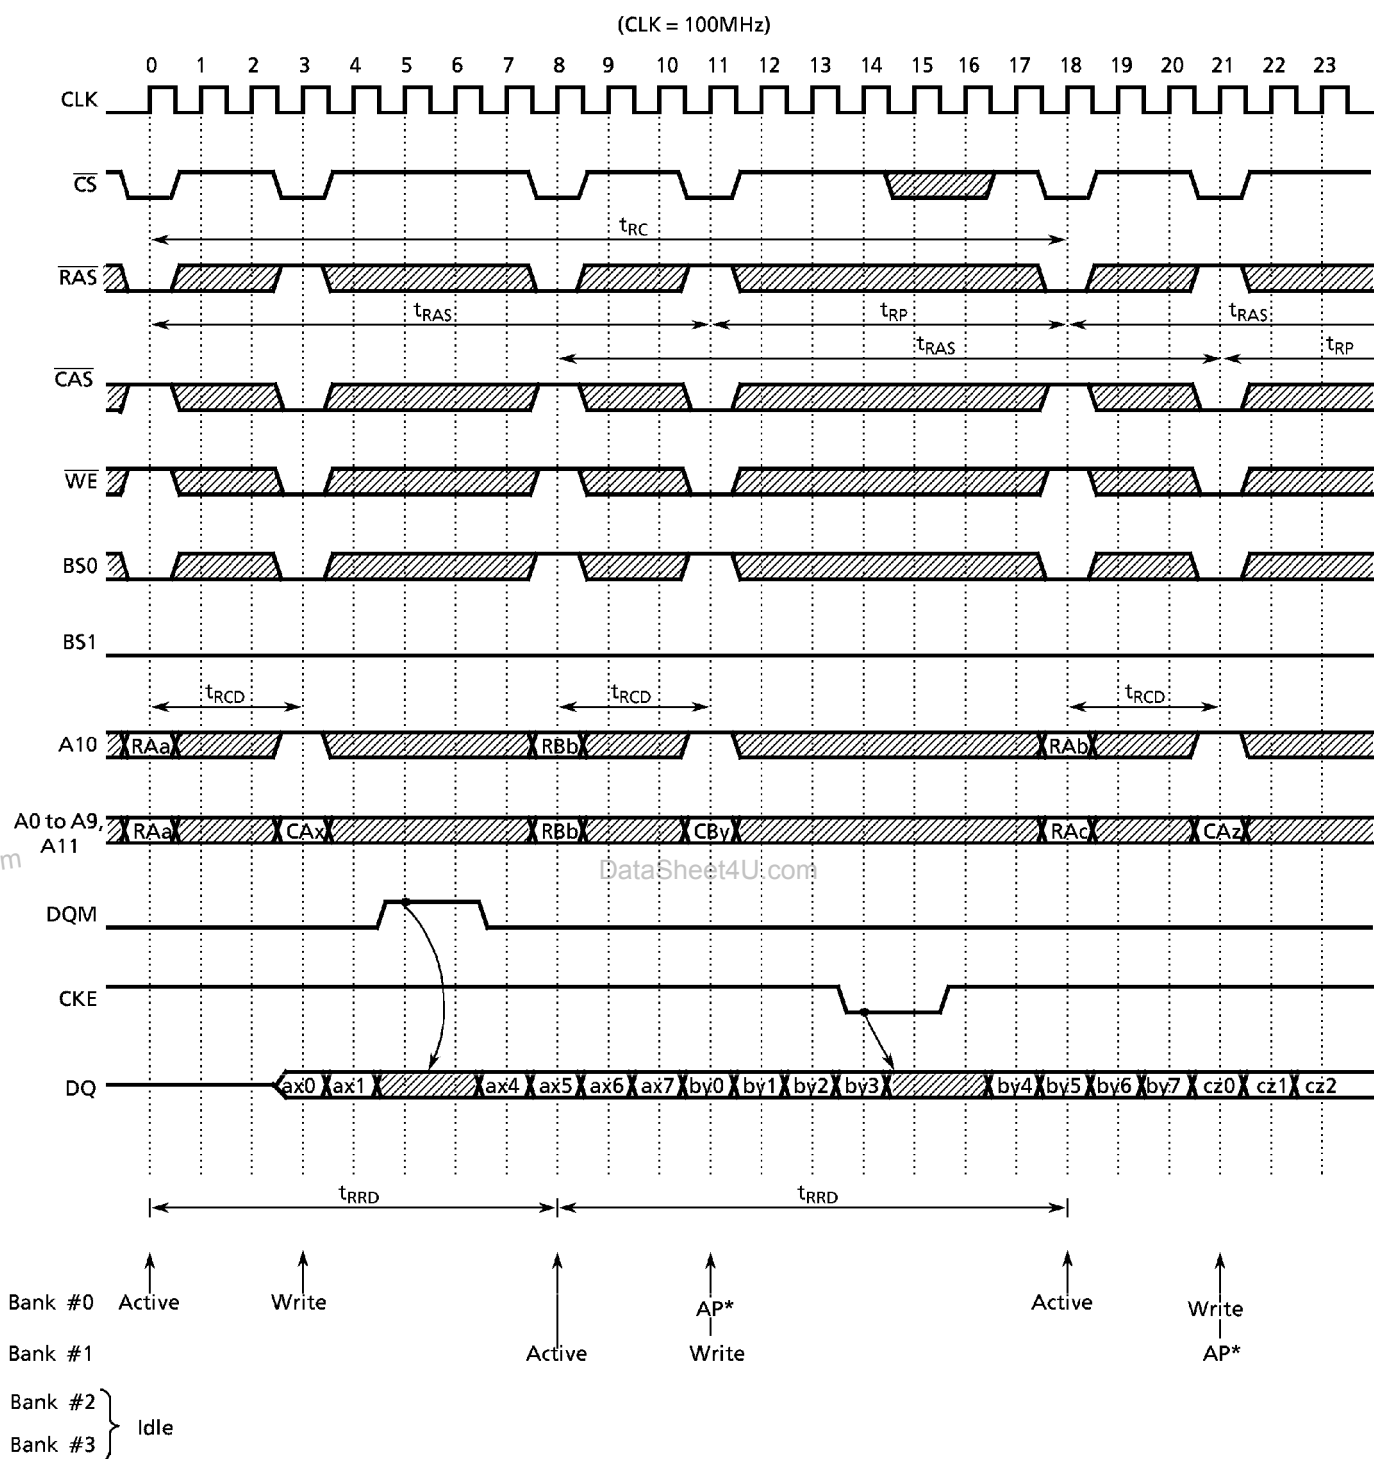 (CLK = 100MHz)
0 1 2 3 4 5 6 7 8 9 10 11 12 13 14 15 16 17 18 19 20 21 22 23
CLK
CS
tRC
RAS
tRAS tRP tRAS
tRAS tRP
CAS
WE
BS0
BS1
tRCD tRCD tRCD
A10 RAa RBb RAb
A0 to A9, A11 RAa CAx RBb CBy RAc CAz
m
DataSheet4U.com
DQM
CKE
DQ ax0 ax1 ax4 ax5 ax6 ax7 by0 by1 by2 by3 by4 by5 by6 by7 cz0 cz1 cz2
tRRD tRRD
Bank #0 Active Write AP* Active Write
Bank #1 Active Write AP*
Bank #2
Idle
Bank #3